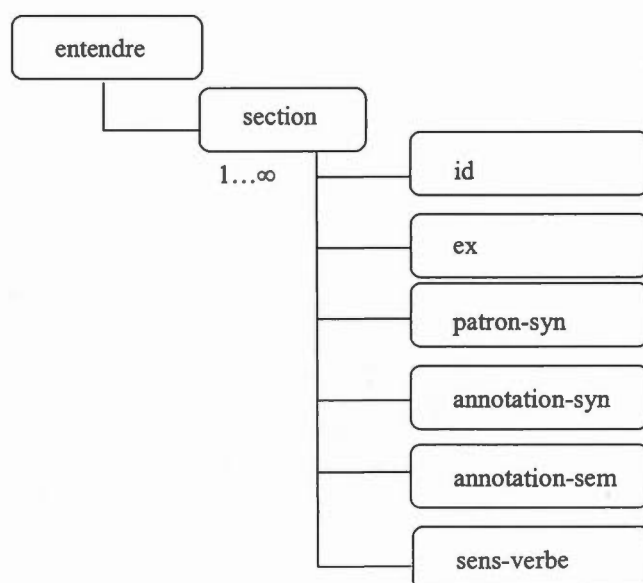 entendre
section
1…∞
id
ex
patron-syn
annotation-syn
annotation-sem
sens-verbe